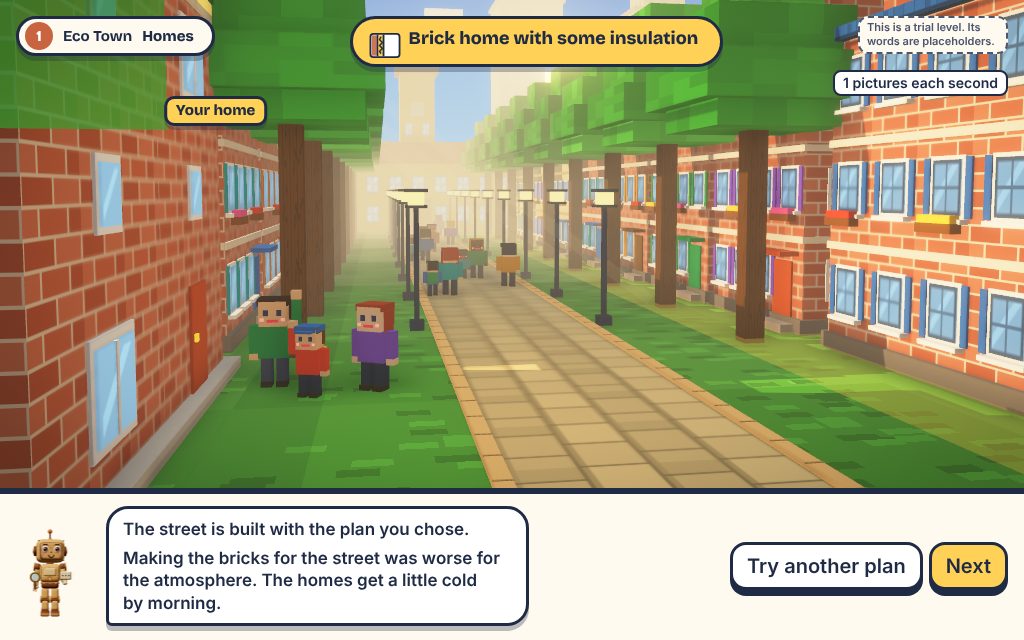 1 Eco Town Homes
Brick home with some insulation
This is a trial level. Its
words are placeholders.
1 pictures each second
Your home
The street is built with the plan you chose.
Making the bricks for the street was worse for
the atmosphere. The homes get a little cold
by morning.
Try another plan
Next